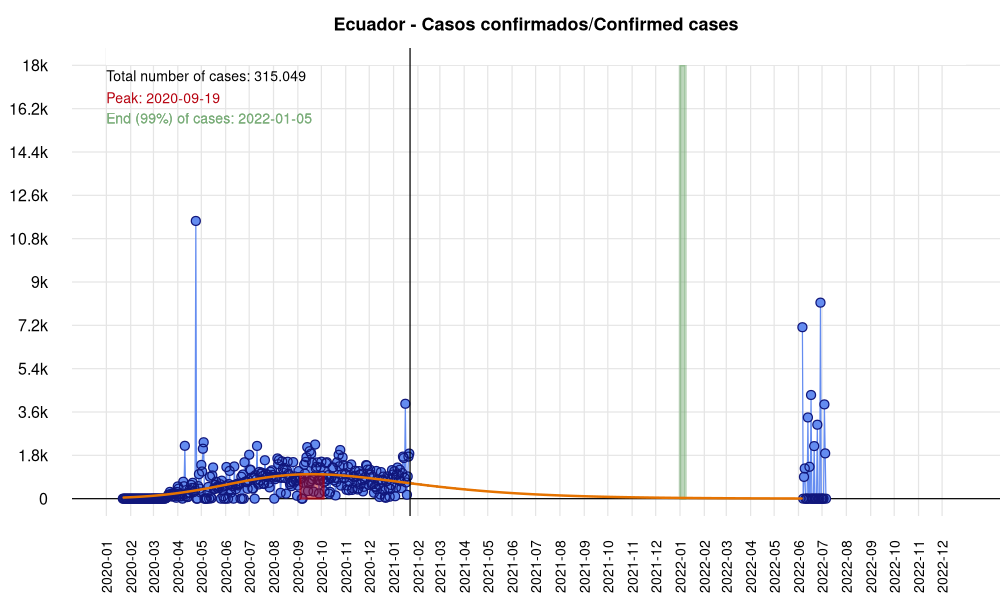 Ecuador - Casos confirmados/Confirmed cases
Total number of cases: 315.049
Peak: 2020-09-19
End (99%) of cases: 2022-01-05
18k
16.2k
14.4k
12.6k
10.8k
9k
7.2k
5.4k
3.6k
1.8k
0
2020-01
2020-02
2020-03
2020-04
2020-05
2020-06
2020-07
2020-08
2020-09
2020-10
2020-11
2020-12
2021-01
2021-02
2021-03
2021-04
2021-05
2021-06
2021-07
2021-08
2021-09
2021-10
2021-11
2021-12
2022-01
2022-02
2022-03
2022-04
2022-05
2022-06
2022-07
2022-08
2022-09
2022-10
2022-11
2022-12